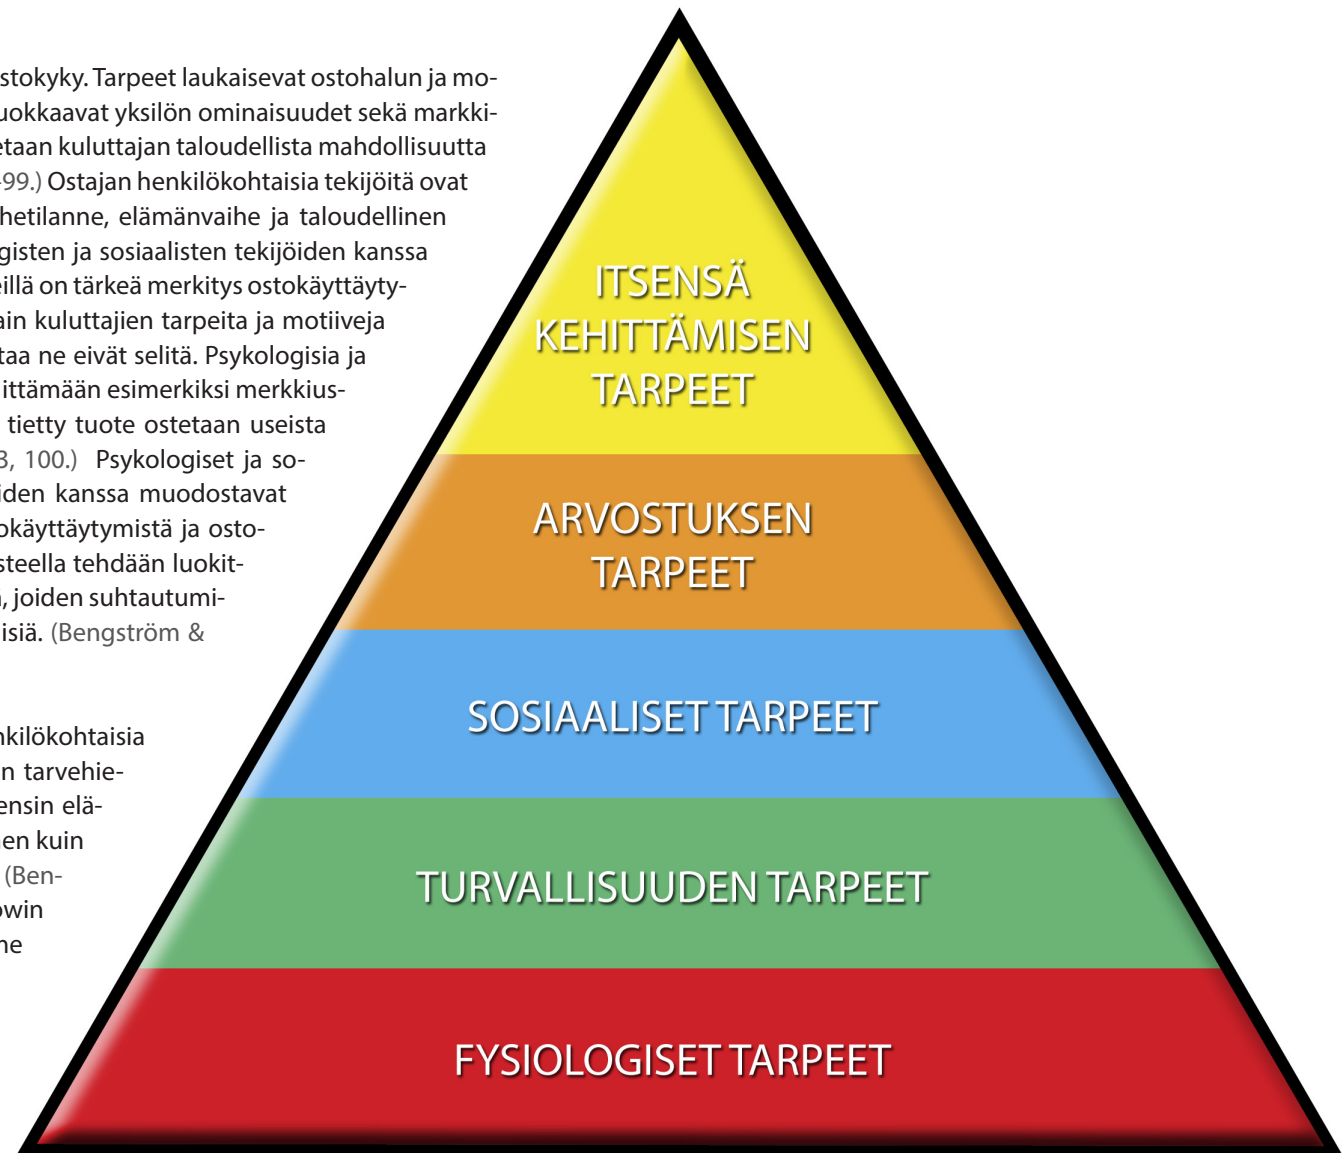 stokyky. Tarpeet laukaisevat ostohalun ja mo-
uokkaavat yksilön ominaisuudet sekä markki-
etaan kuluttajan taloudellista mahdollisuutta
-99.) Ostajan henkilökohtaisia tekijöitä ovat
hetilanne, elämänvaihe ja taloudellinen
gisten ja sosiaalisten tekijöiden kanssa
eillä on tärkeä merkitys ostokäyttäyty-
ain kuluttajien tarpeita ja motiiveja
taa ne eivät selitä. Psykologisia ja
ittämään esimerkiksi merkkius-
tietty tuote ostetaan useista
3, 100.) Psykologiset ja so-
iden kanssa muodostavat
okäyttäytymistä ja osto-
steella tehdään luokit-
, joiden suhtautumi-
isiä. (Bengström &
nkilökohtaisia
n tarvehie-
ensin elä-
en kuin
(Ben-
owin
ne
ITSENSÄ
KEHITTÄMISEN
TARPEET
ARVOSTUKSEN
TARPEET
SOSIAALISET TARPEET
TURVALLISUUDEN TARPEET
FYSIOLOGISET TARPEET